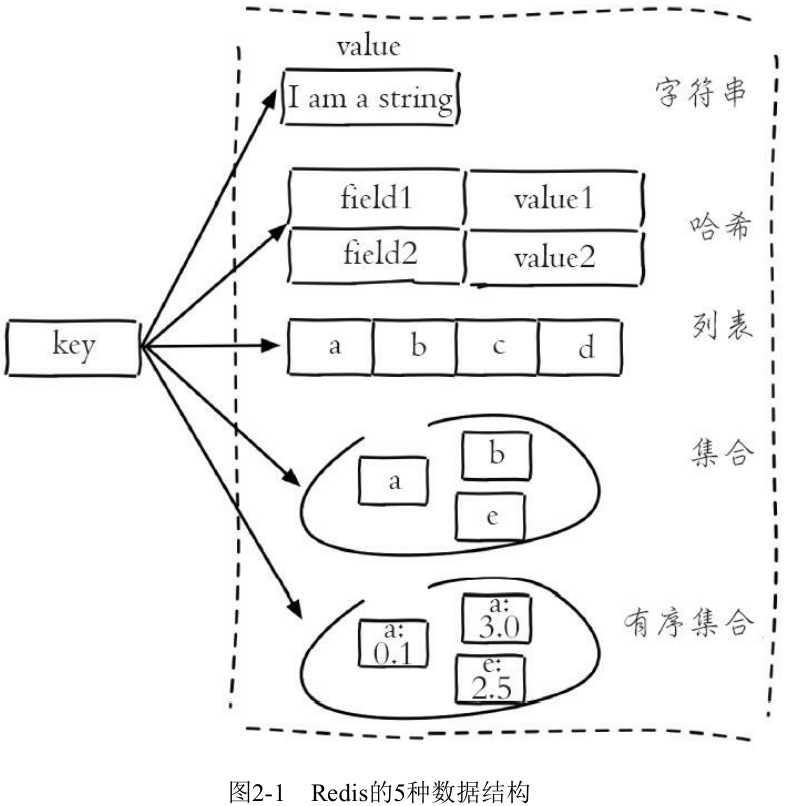 value
I am a string
字符串
field1 value1
哈希
field2 value2
key
a b c d
列表
集合
a
b
e
有序集合
a:
0.1
a:
3.0
e:
2.5
图2-1 Redis的5种数据结构